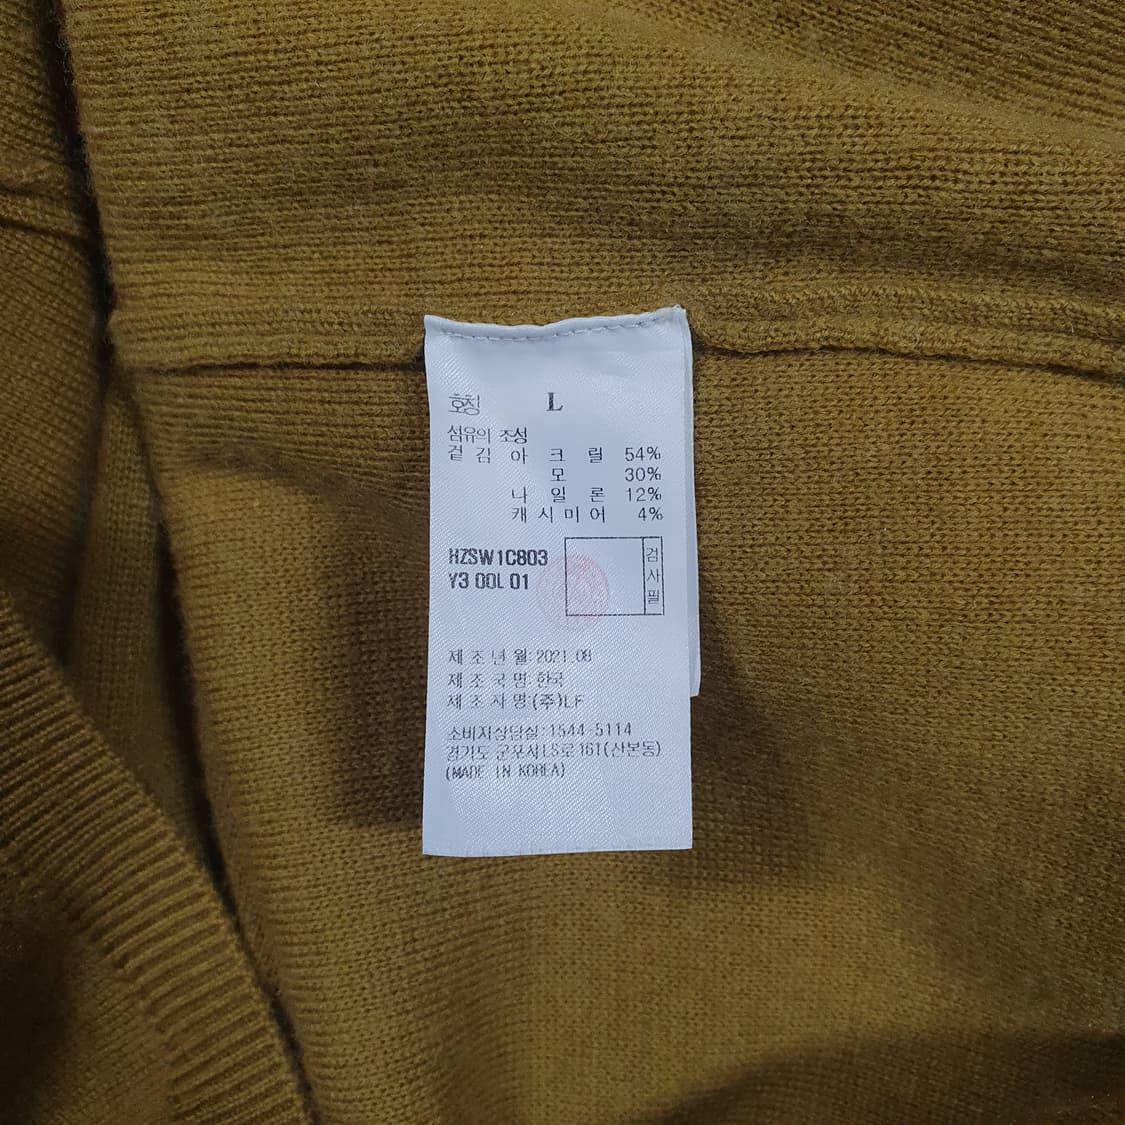 호칭 L
섬유의 조성
겉감 아크릴 54%
모 30%
나일론 12%
캐시미어 4%
HZSW1C803
Y3 00L 01
검사필
제조년월: 2021.08
제조국명: 한국
제조자명: (주)LF
소비자상담실: 1544-5114
경기도 군포시 LS로 161(산본동)
(MADE IN KOREA)